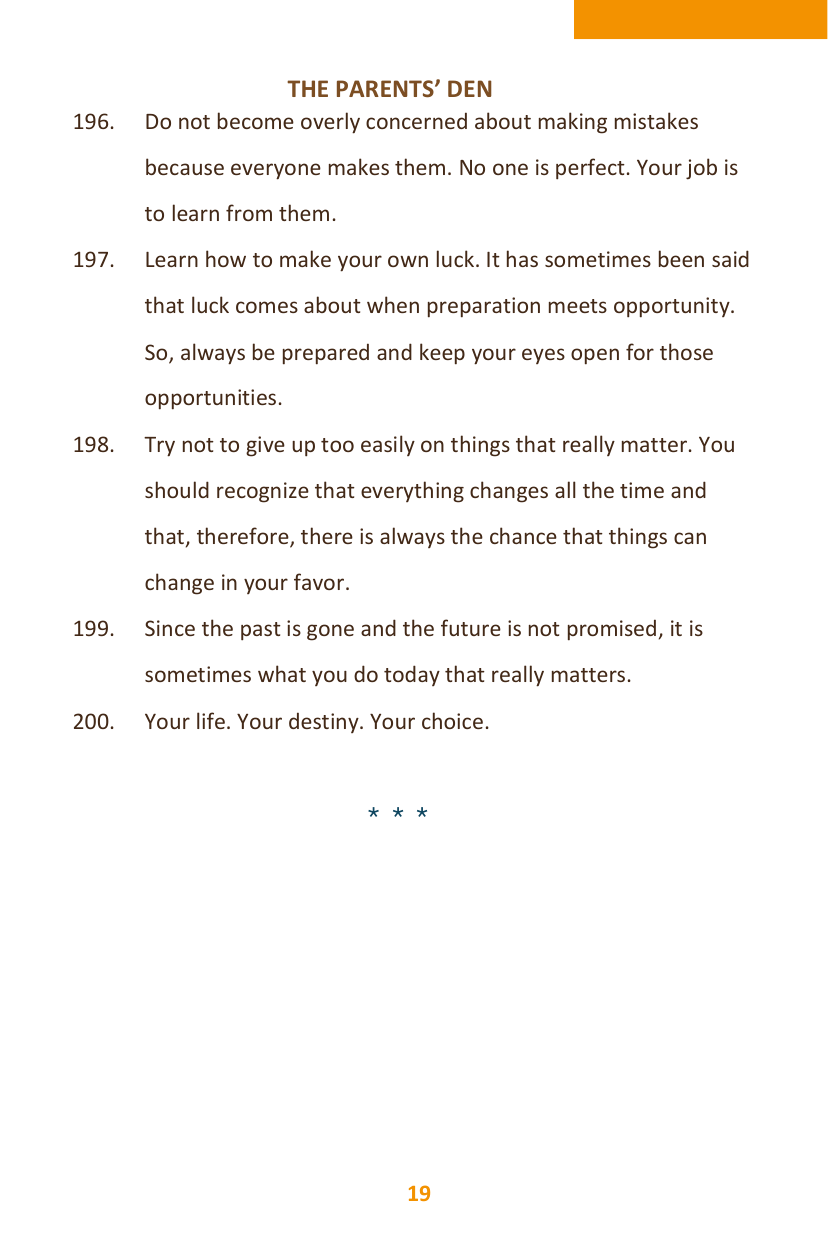 THE PARENTS’ DEN
196. Do not become overly concerned about making mistakes
because everyone makes them. No one is perfect. Your job is
to learn from them.
197. Learn how to make your own luck. It has sometimes been said
that luck comes about when preparation meets opportunity.
So, always be prepared and keep your eyes open for those
opportunities.
198. Try not to give up too easily on things that really matter. You
should recognize that everything changes all the time and
that, therefore, there is always the chance that things can
change in your favor.
199. Since the past is gone and the future is not promised, it is
sometimes what you do today that really matters.
200. Your life. Your destiny. Your choice.
* * *
19